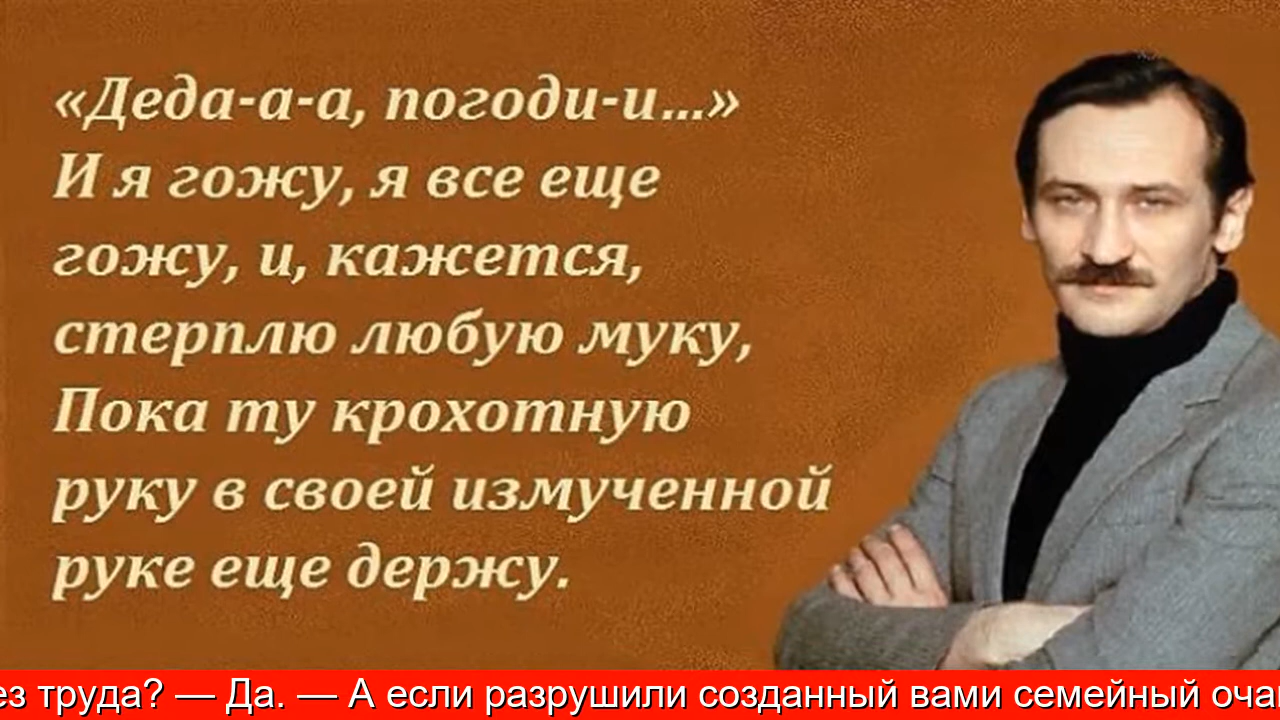 «Деда-а-а, погоди-и...»
И я гожу, я все еще
гожу, и, кажется,
стерплю любую муку,
Пока ту крохотную
руку в своей измученной
руке еще держу.
труда? — Да. — А если разрушили созданный вами семейный